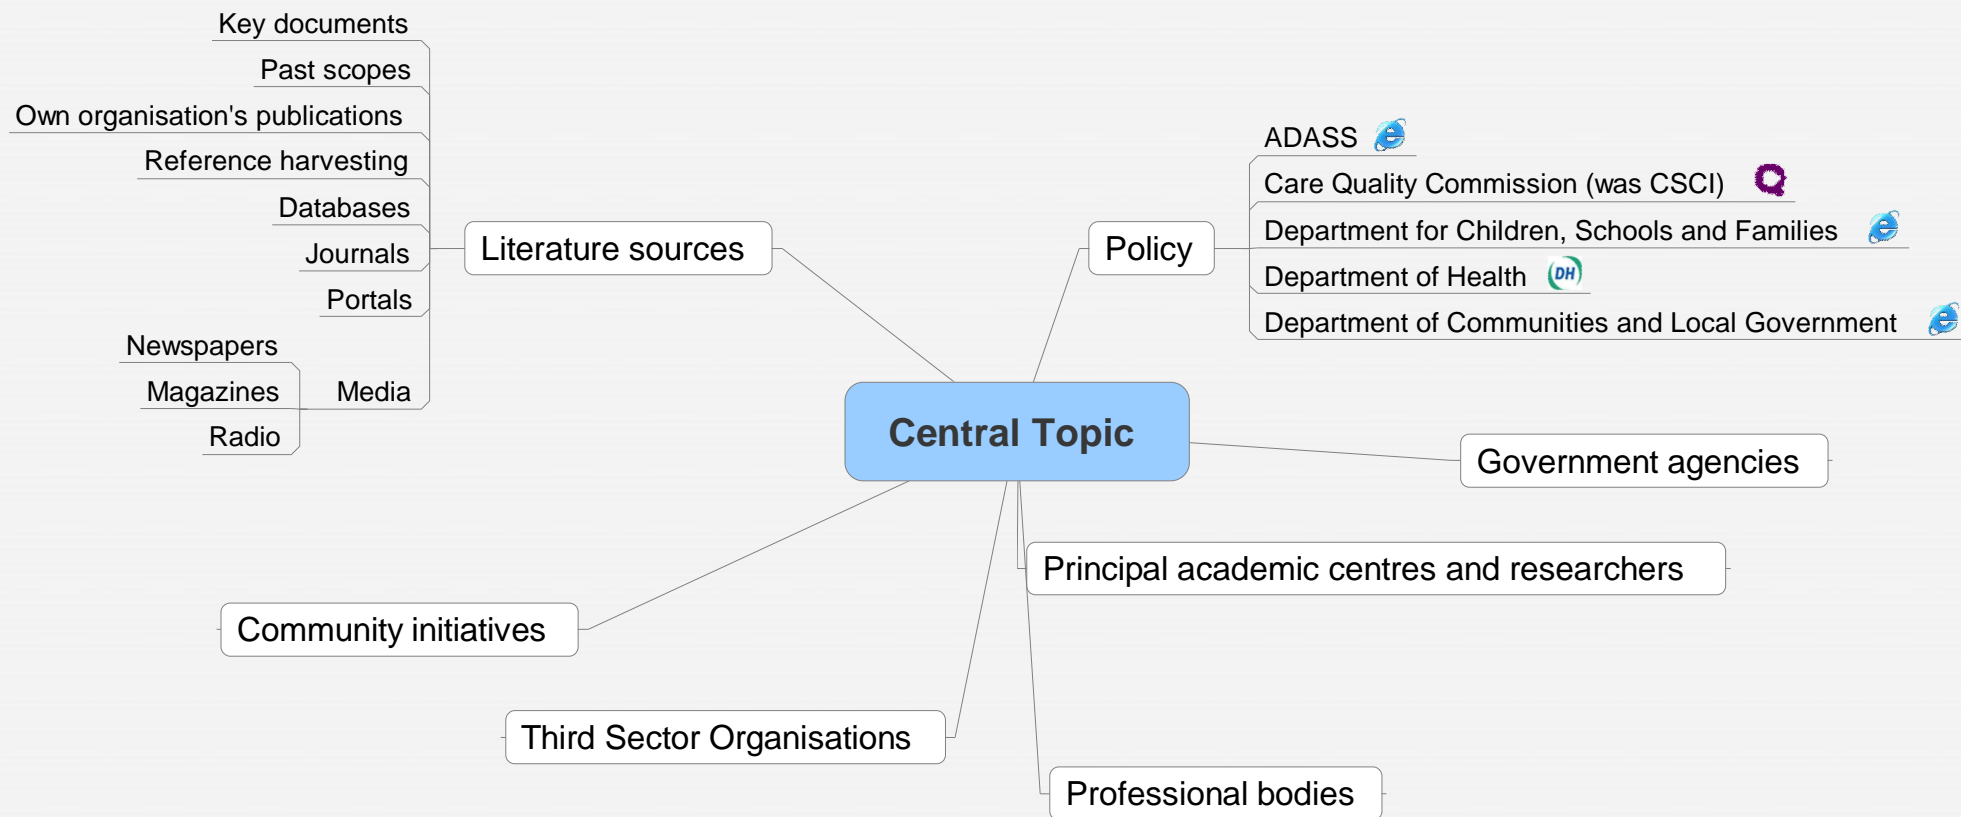 Key documents
Past scopes
Own organisation's publications
Reference harvesting
Databases
Journals
Portals
Newspapers
Magazines
Radio
Media
Literature sources
ADASS
Care Quality Commission (was CSCI)
Department for Children, Schools and Families
Department of Health
DH
Department of Communities and Local Government
Policy
Central Topic
Government agencies
Principal academic centres and researchers
Community initiatives
Third Sector Organisations
Professional bodies